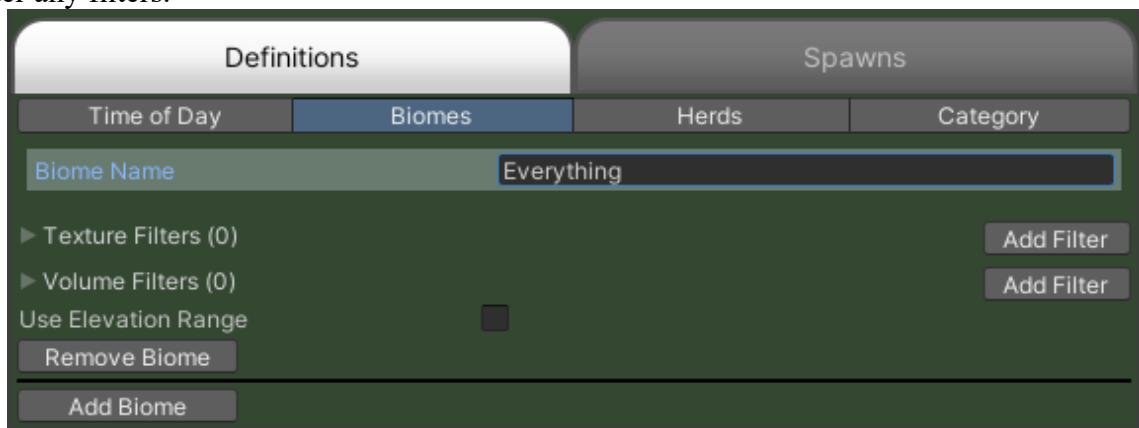 Definitions Spawns
Time of Day Biomes Herds Category
Biome Name Everything
Texture Filters (0) Add Filter
Volume Filters (0) Add Filter
Use Elevation Range
Remove Biome
Add Biome